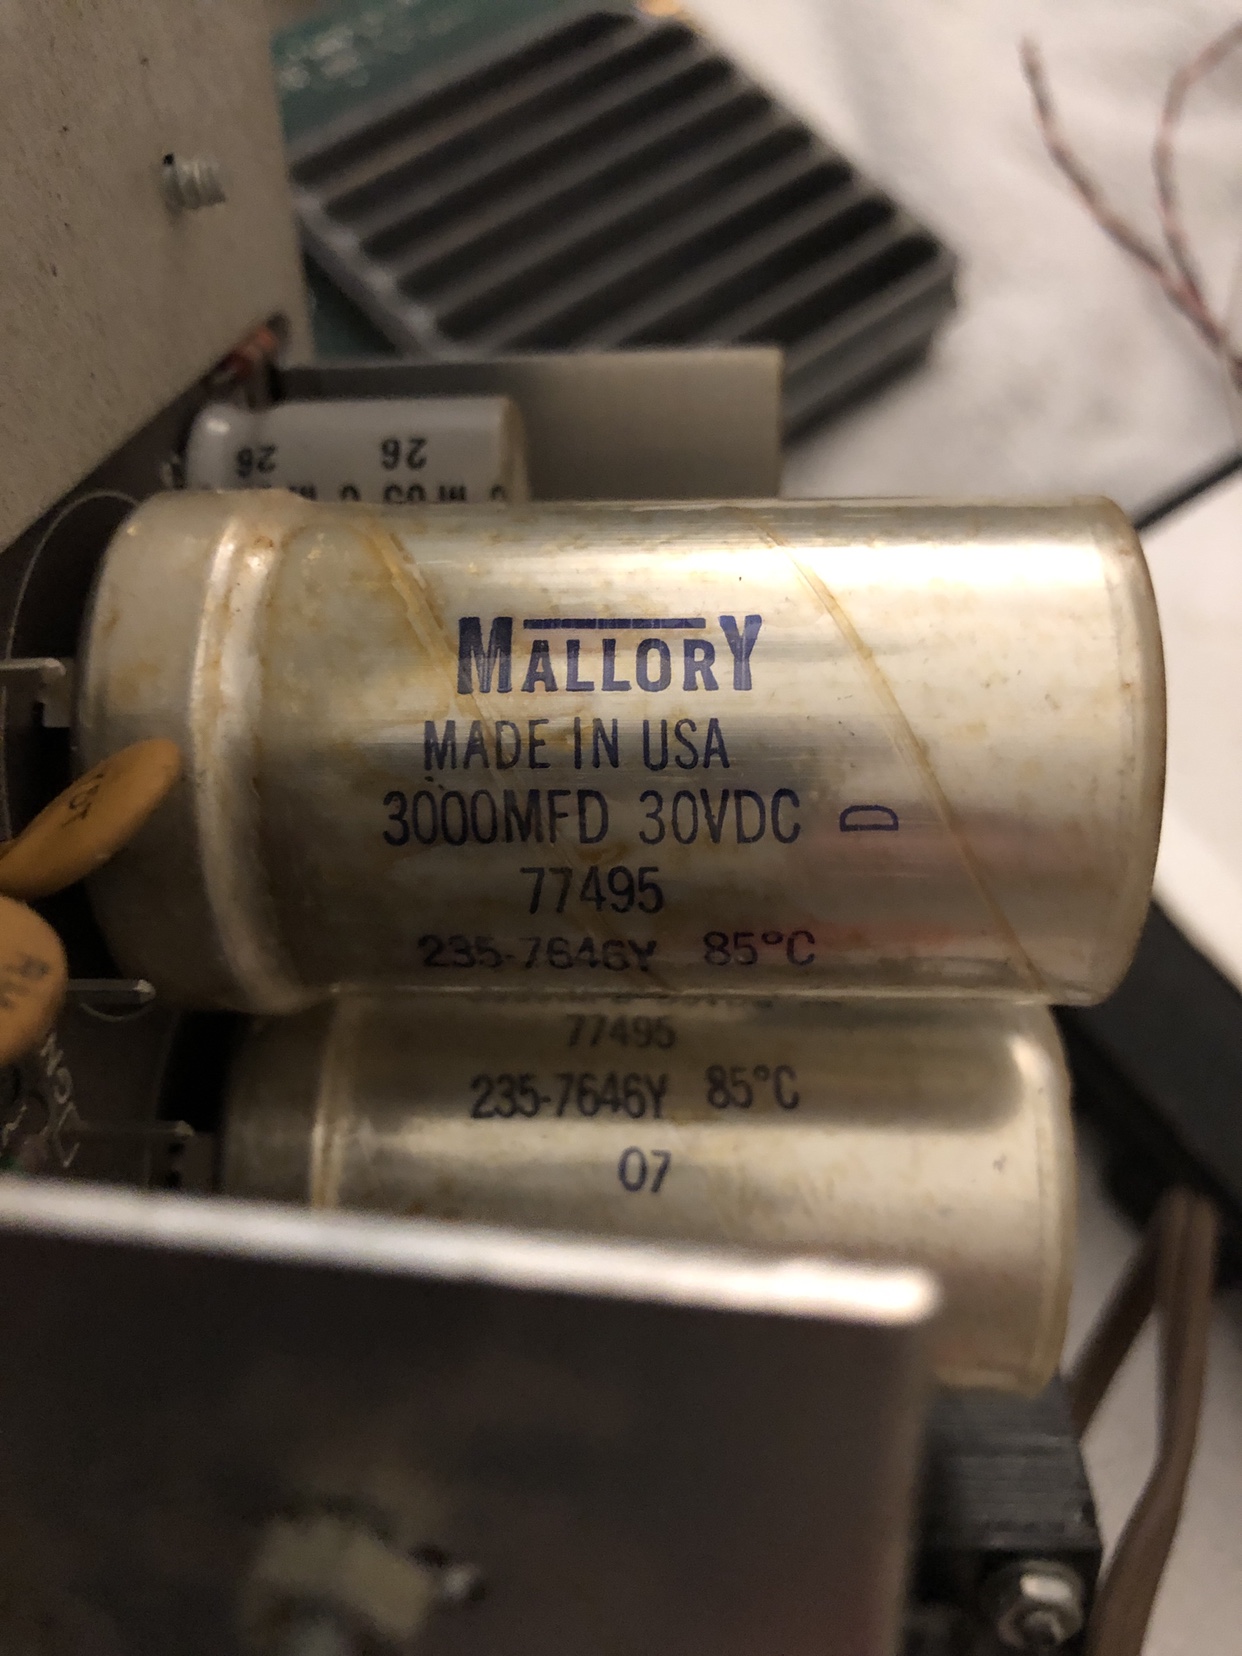 26 26
MALLORY
MADE IN USA
3000MFD 30VDC D
77495
235-7646Y 85°C
77495
235-7646Y 85°C
07